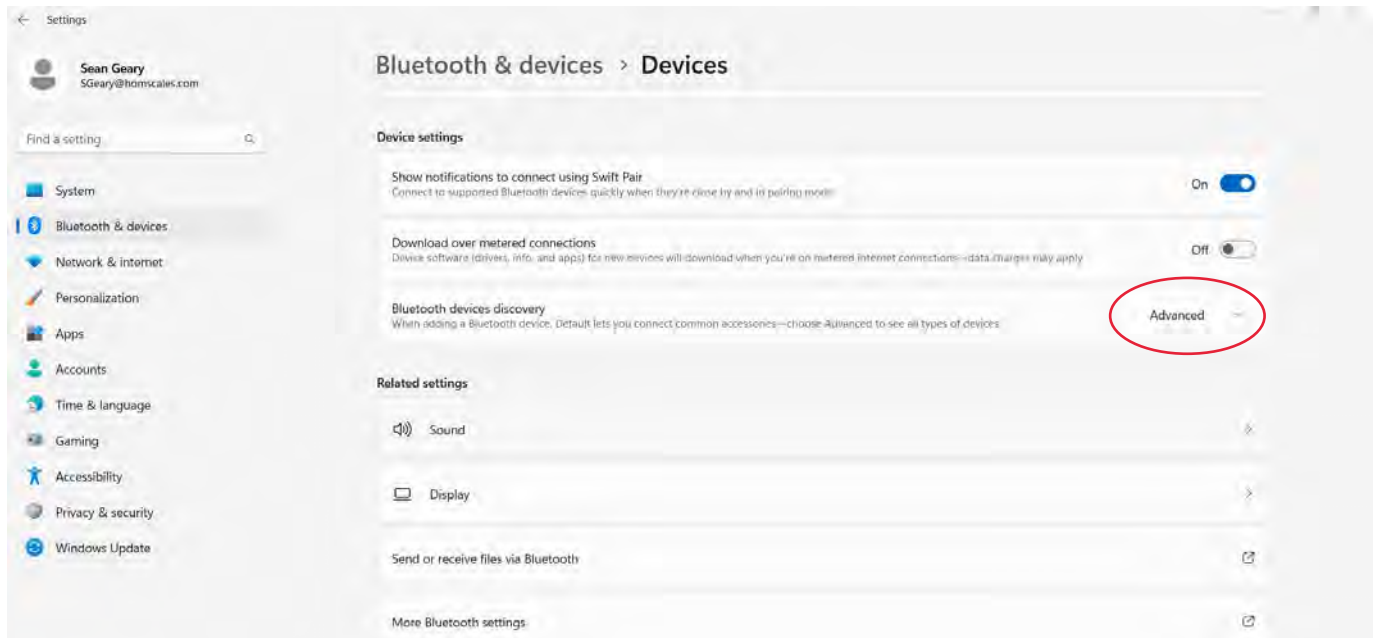 Settings
Sean Geary
SGeary@homscales.com
Find a setting
System
Bluetooth & devices
Network & internet
Personalization
Apps
Accounts
Time & language
Gaming
Accessibility
Privacy & security
Windows Update
Bluetooth & devices > Devices
Device settings
Show notifications to connect using Swift Pair
Connect to supported Bluetooth devices quickly when they're close by and in pairing mode
On
Download over metered connections
Device software (drivers, info, and apps) for new devices will download when you're on metered internet connections—data charges may apply
Off
Bluetooth devices discovery
When adding a Bluetooth device, Default lets you connect common accessories—choose Advanced to see all types of devices
Advanced
Related settings
Sound
Display
Send or receive files via Bluetooth
More Bluetooth settings